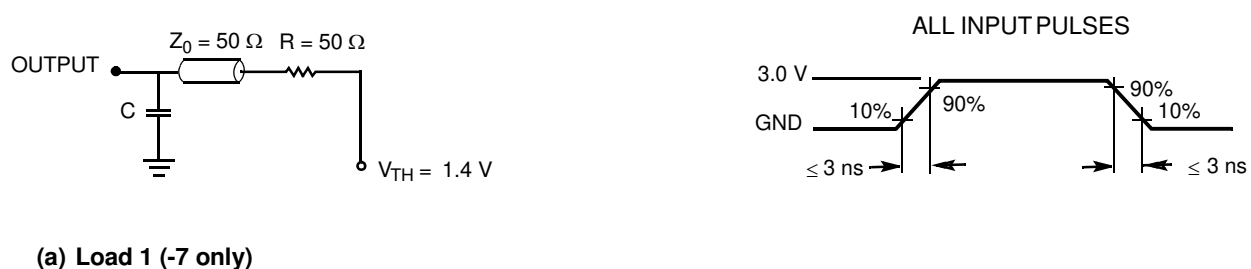 ALL INPUT PULSES
Z0 = 50 Ω R = 50 Ω
OUTPUT
C
VTH = 1.4 V
3.0 V
GND
10%
90%
90%
10%
≤ 3 ns
≤ 3 ns
(a) Load 1 (-7 only)